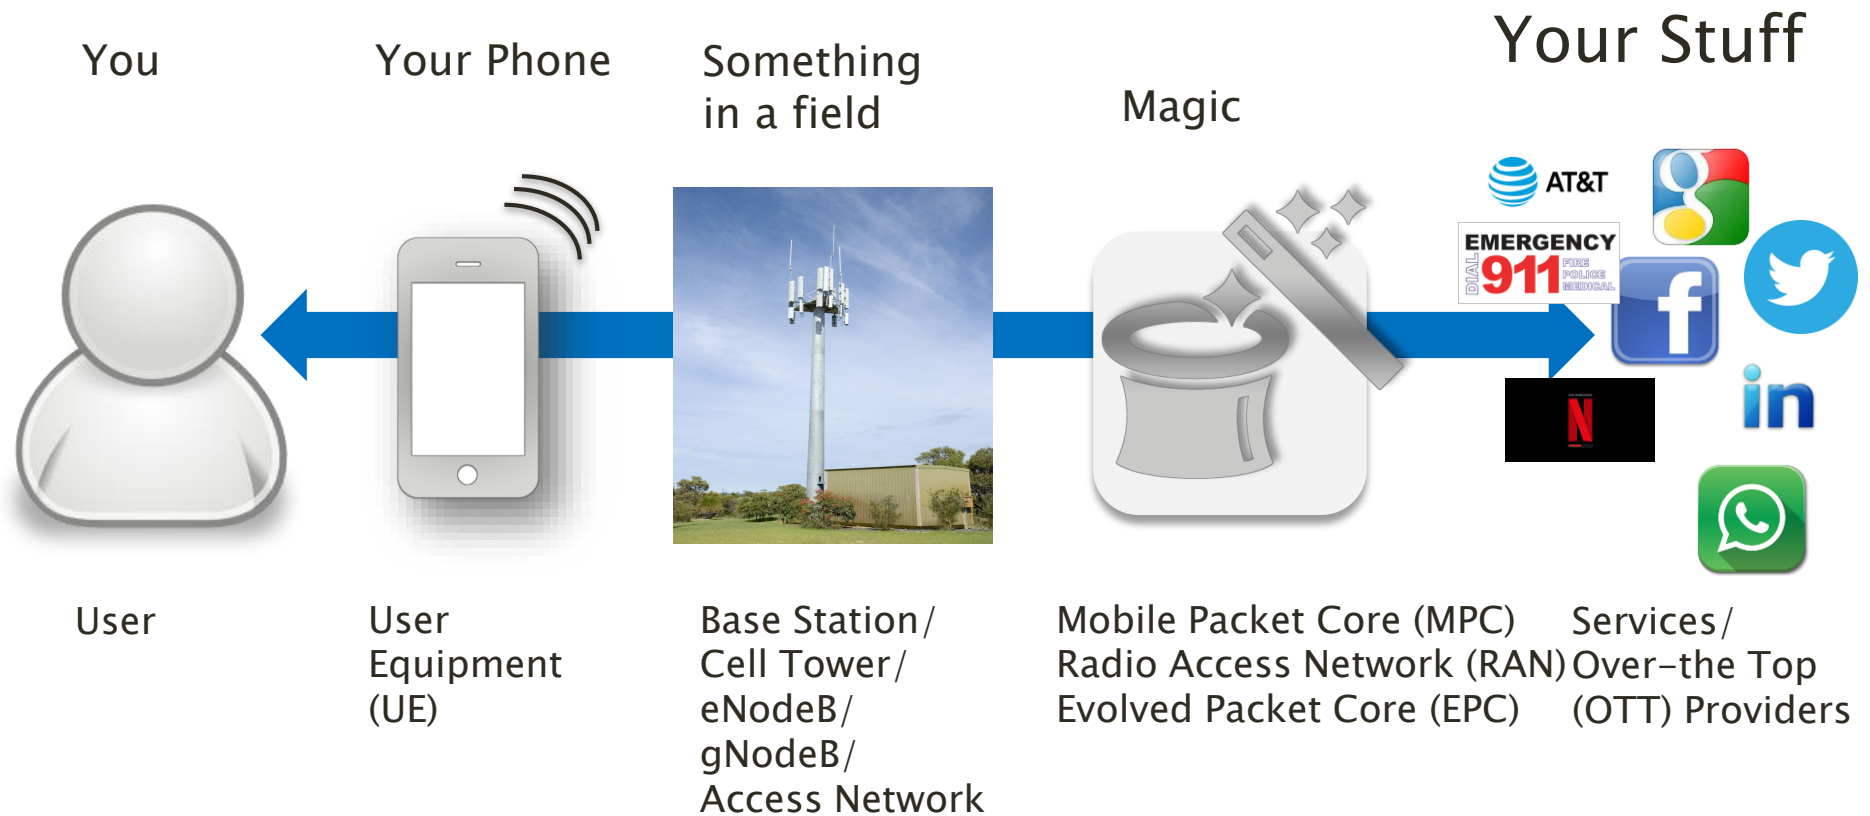 You
Your Phone
Something
in a field
Magic
Your Stuff
AT&T
EMERGENCY
DIAL
911
FIRE
POLICE
MEDICAL
f
in
N
User
User
Equipment
(UE)
Base Station/
Cell Tower/
eNodeB/
gNodeB/
Access Network
Mobile Packet Core (MPC)
Radio Access Network (RAN)
Evolved Packet Core (EPC)
Services/
Over-the Top
(OTT) Providers